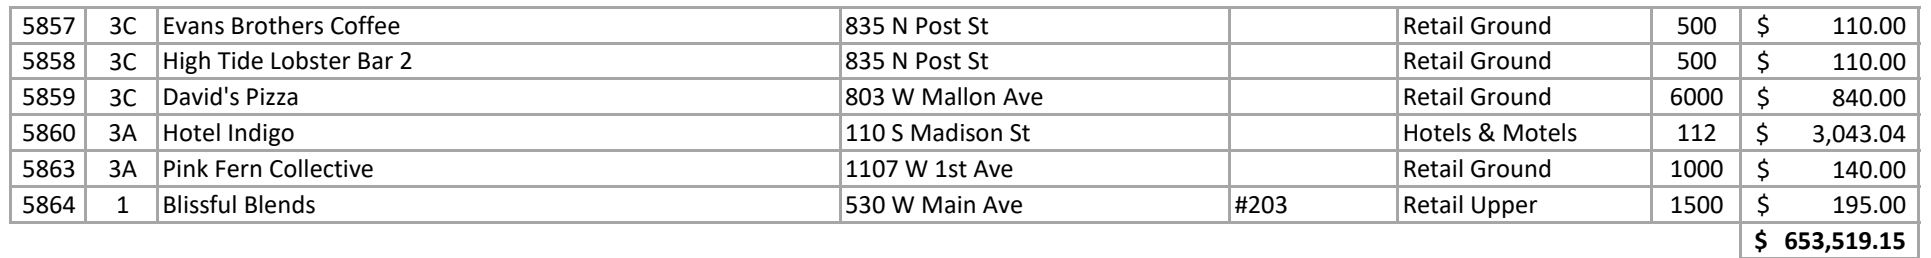 5857 3C Evans Brothers Coffee 835 N Post St Retail Ground 500 $ 110.00
5858 3C High Tide Lobster Bar 2 835 N Post St Retail Ground 500 $ 110.00
5859 3C David's Pizza 803 W Mallon Ave Retail Ground 6000 $ 840.00
5860 3A Hotel Indigo 110 S Madison St Hotels & Motels 112 $ 3,043.04
5863 3A Pink Fern Collective 1107 W 1st Ave Retail Ground 1000 $ 140.00
5864 1 Blissful Blends 530 W Main Ave #203 Retail Upper 1500 $ 195.00
$ 653,519.15